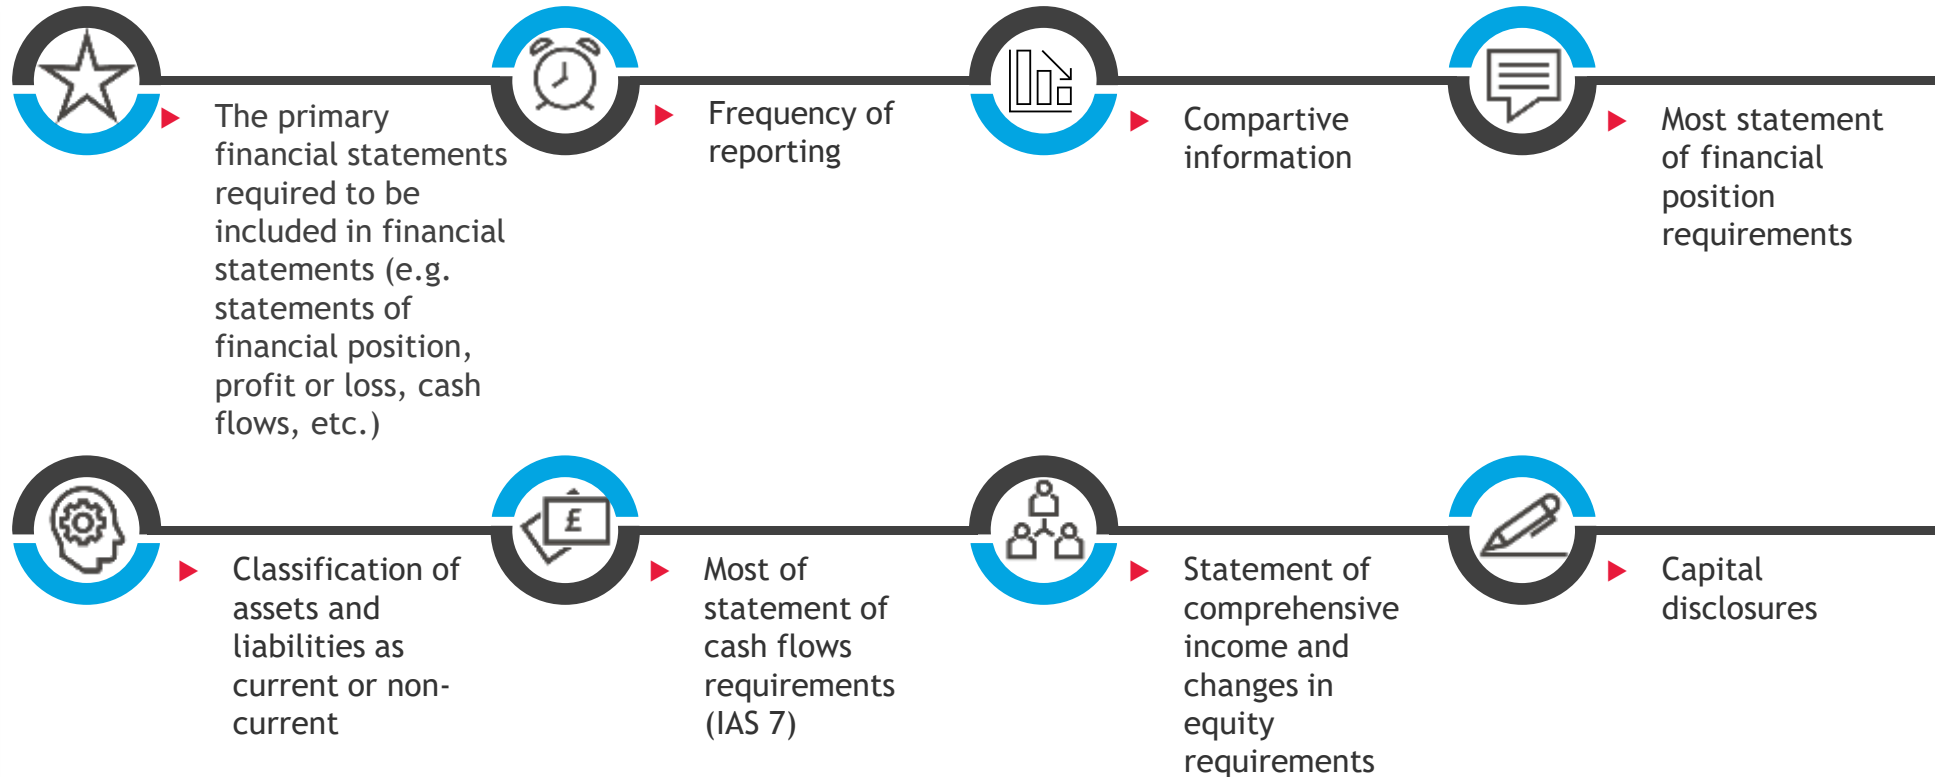 The primary
financial statements
required to be
included in financial
statements (e.g.
statements of
financial position,
profit or loss, cash
flows, etc.)
Frequency of
reporting
Compartive
information
Most statement
of financial
position
requirements
Classification of
assets and
liabilities as
current or non-
current
£
Most of
statement of
cash flows
requirements
(IAS 7)
Statement of
comprehensive
income and
changes in
equity
requirements
Capital
disclosures